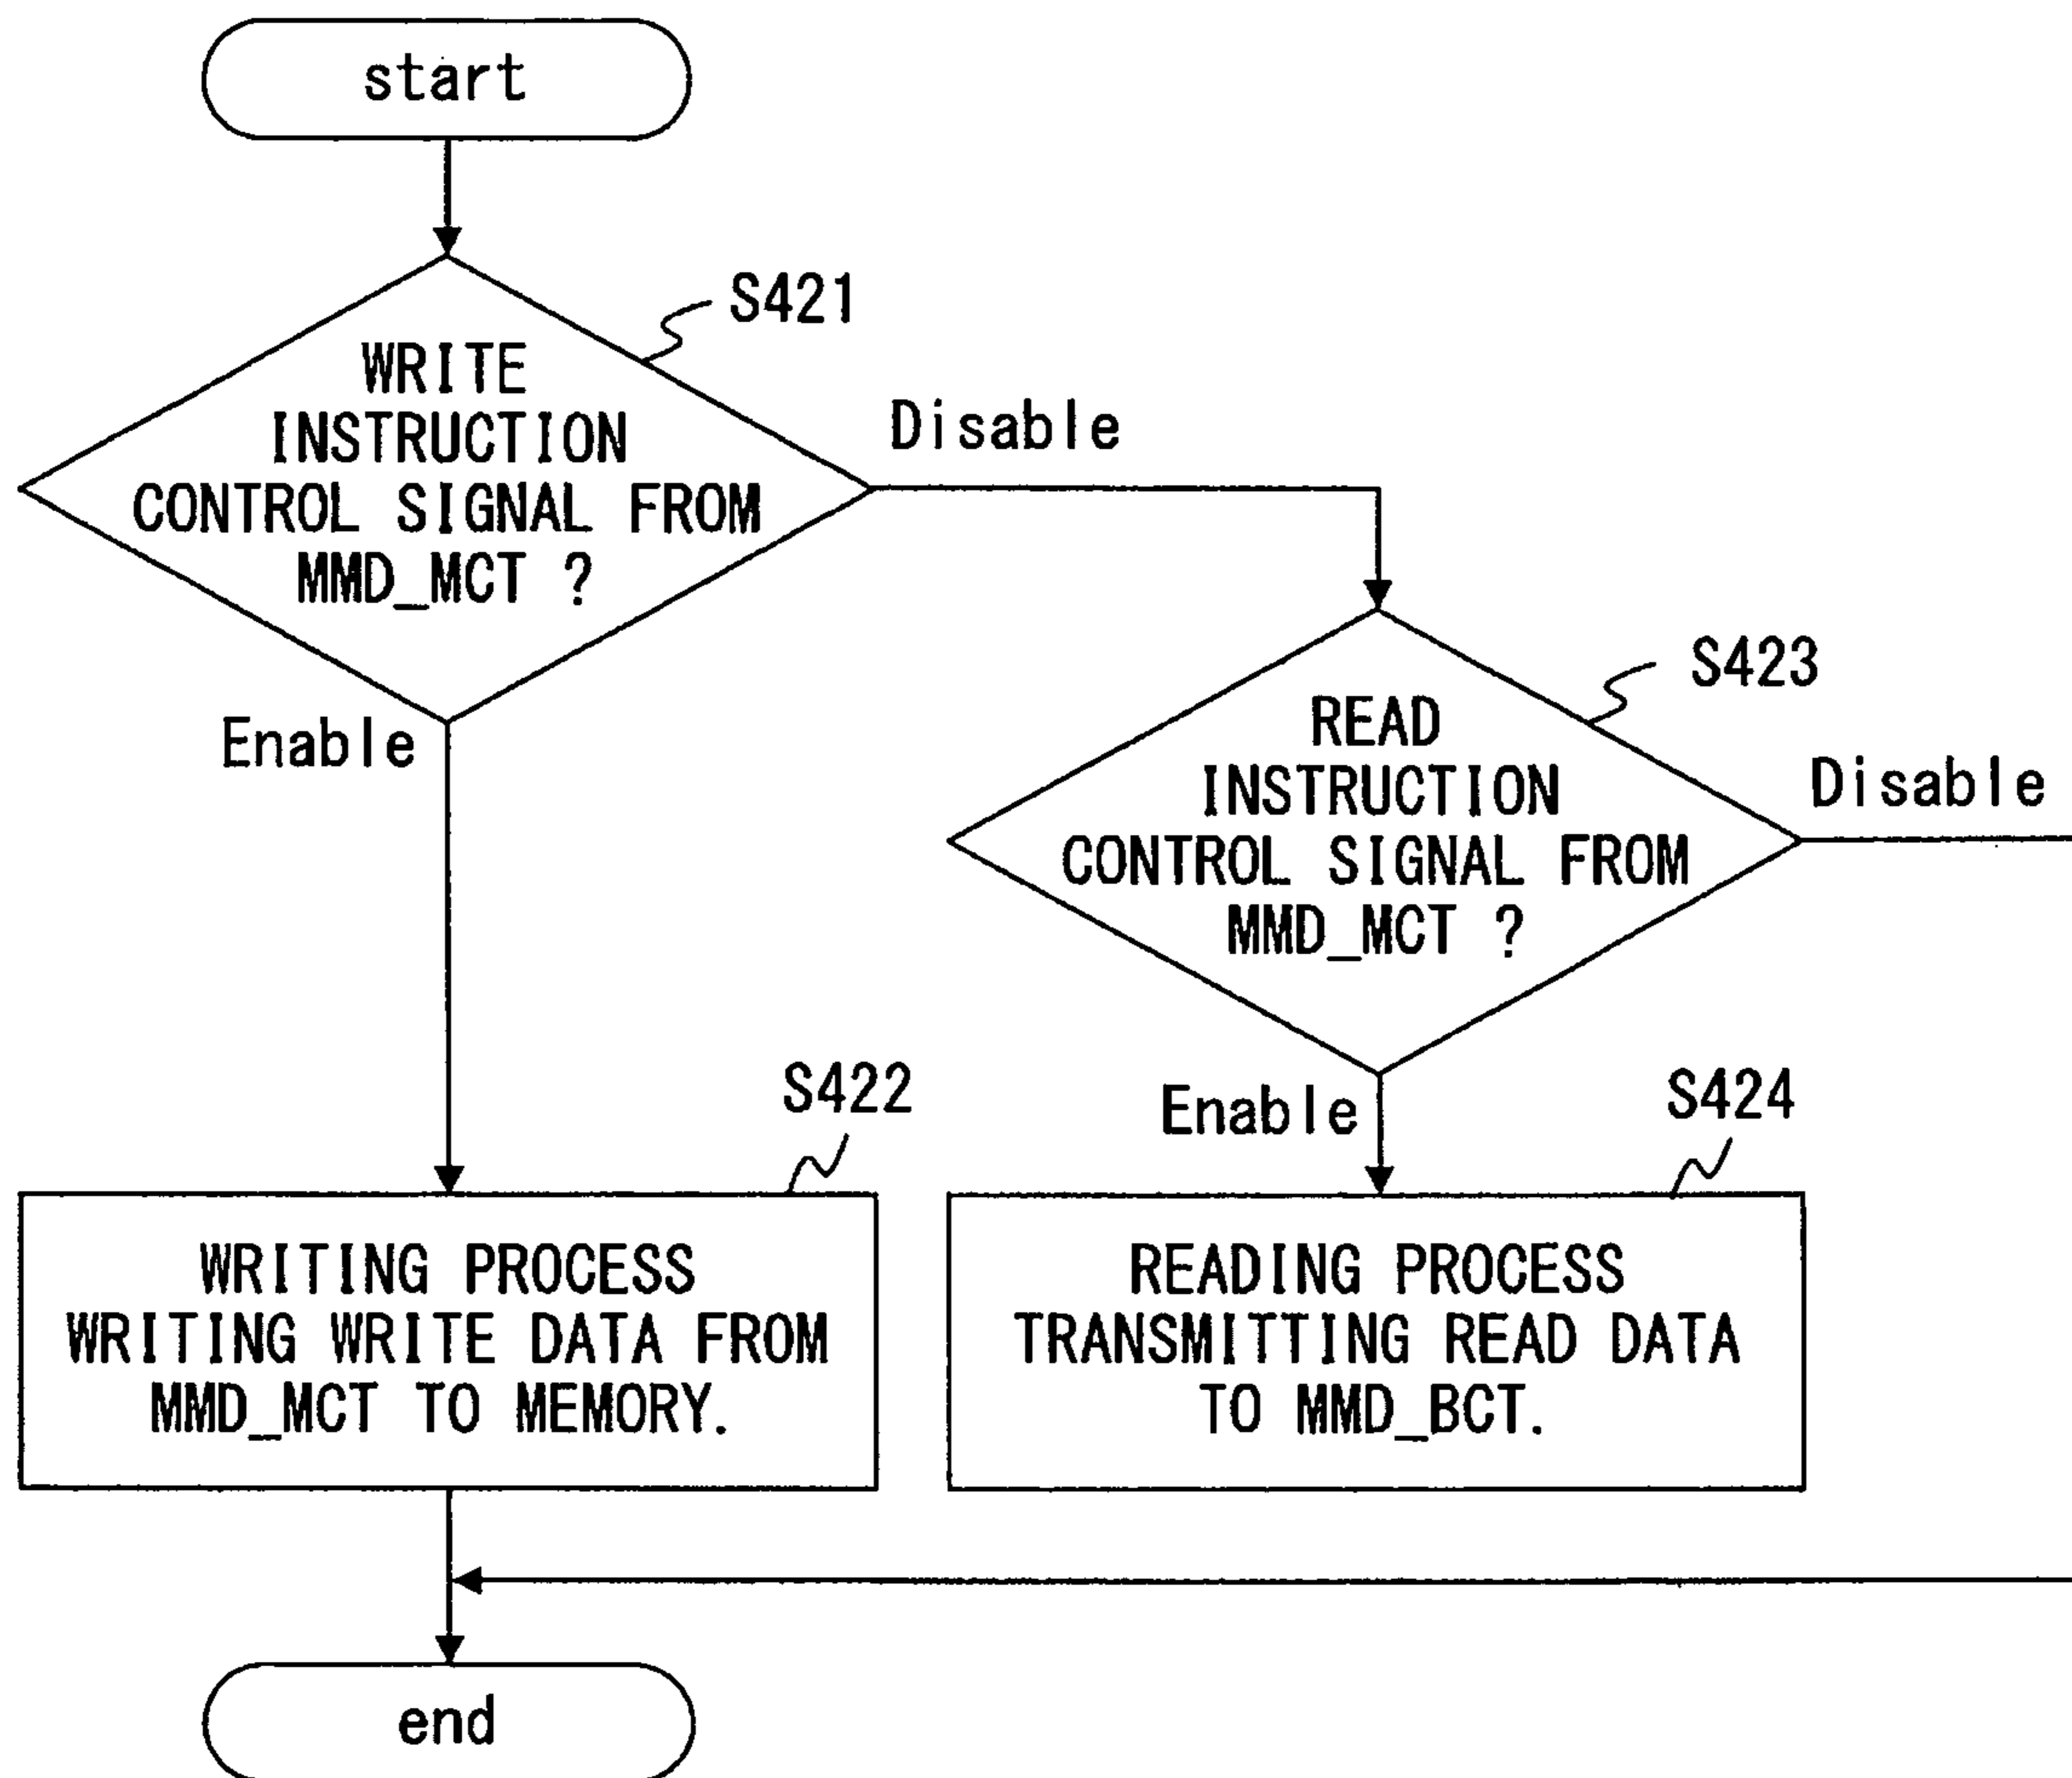 start
S421
WRITE
INSTRUCTION
CONTROL SIGNAL FROM
MMD_MCT ?
Disable
Enable
S423
READ
INSTRUCTION
CONTROL SIGNAL FROM
MMD_MCT ?
Disable
Enable
S422
WRITING PROCESS
WRITING WRITE DATA FROM
MMD_MCT TO MEMORY.
S424
READING PROCESS
TRANSMITTING READ DATA
TO MMD_BCT.
end